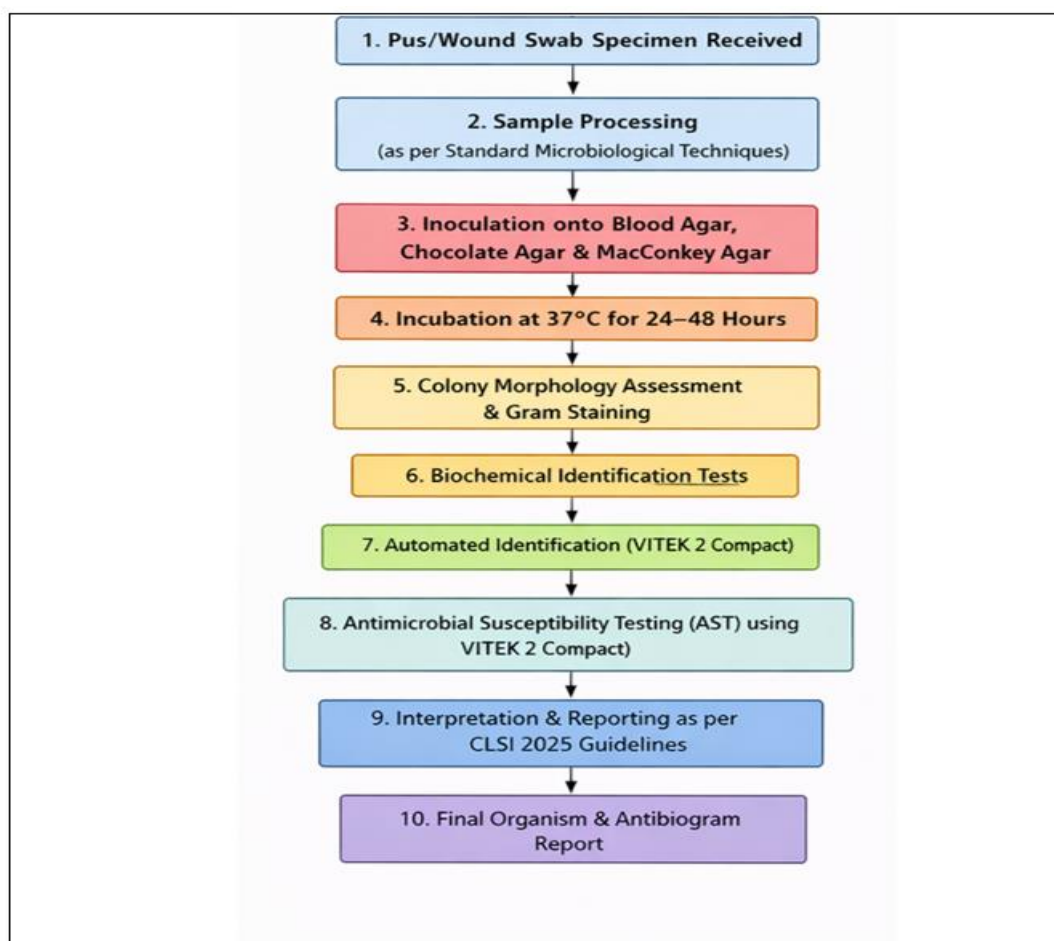 1. Pus/Wound Swab Specimen Received
2. Sample Processing
(as per Standard Microbiological Techniques)
3. Inoculation onto Blood Agar,
Chocolate Agar & MacConkey Agar
4. Incubation at 37°C for 24–48 Hours
5. Colony Morphology Assessment
& Gram Staining
6. Biochemical Identification Tests
7. Automated Identification (VITEK 2 Compact)
8. Antimicrobial Susceptibility Testing (AST) using
VITEK 2 Compact)
9. Interpretation & Reporting as per
CLSI 2025 Guidelines
10. Final Organism & Antibiogram
Report